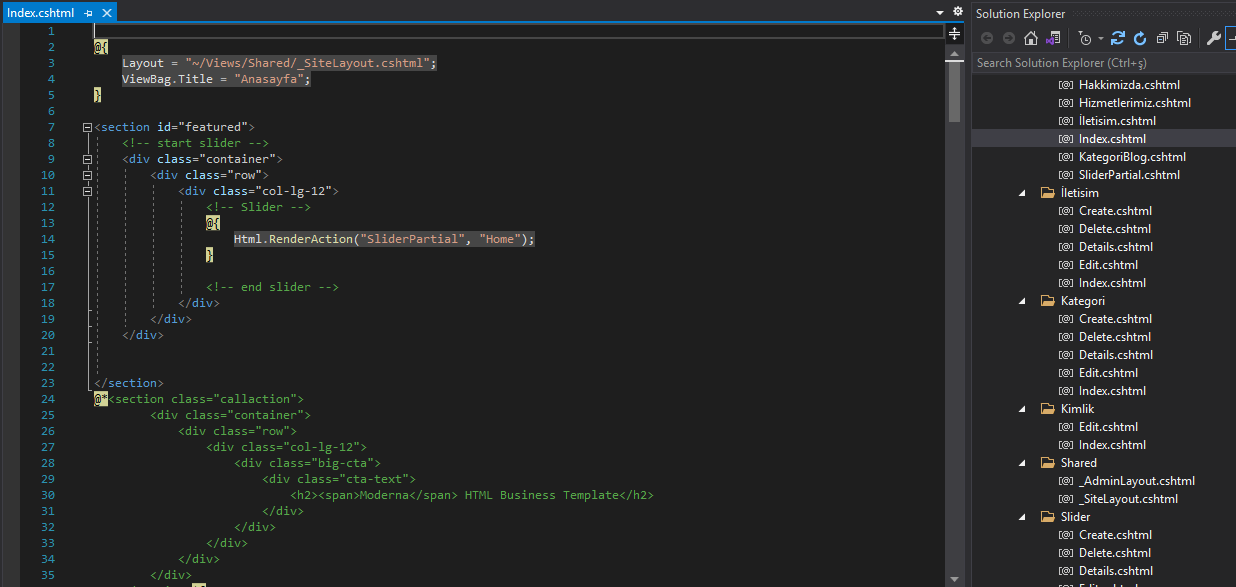 Index.cshtml
1
2 @{
3 Layout = "~/Views/Shared/_SiteLayout.cshtml";
4 ViewBag.Title = "Anasayfa";
5 }
6
7 <section id="featured">
8 <!-- start slider -->
9 <div class="container">
10 <div class="row">
11 <div class="col-lg-12">
12 <!-- Slider -->
13 @{
14 Html.RenderAction("SliderPartial", "Home");
15 }
16
17 <!-- end slider -->
18 </div>
19 </div>
20 </div>
21
22
23 </section>
24 @*<section class="callaction">
25 <div class="container">
26 <div class="row">
27 <div class="col-lg-12">
28 <div class="big-cta">
29 <div class="cta-text">
30 <h2><span>Moderna</span> HTML Business Template</h2>
31 </div>
32 </div>
33 </div>
34 </div>
35 </div>
Solution Explorer
Search Solution Explorer (Ctrl+ş)
Hakkimizda.cshtml
Hizmetlerimiz.cshtml
İletisim.cshtml
Index.cshtml
KategoriBlog.cshtml
SliderPartial.cshtml
İletisim
Create.cshtml
Delete.cshtml
Details.cshtml
Edit.cshtml
Index.cshtml
Kategori
Create.cshtml
Delete.cshtml
Details.cshtml
Edit.cshtml
Index.cshtml
Kimlik
Edit.cshtml
Index.cshtml
Shared
_AdminLayout.cshtml
_SiteLayout.cshtml
Slider
Create.cshtml
Delete.cshtml
Details.cshtml